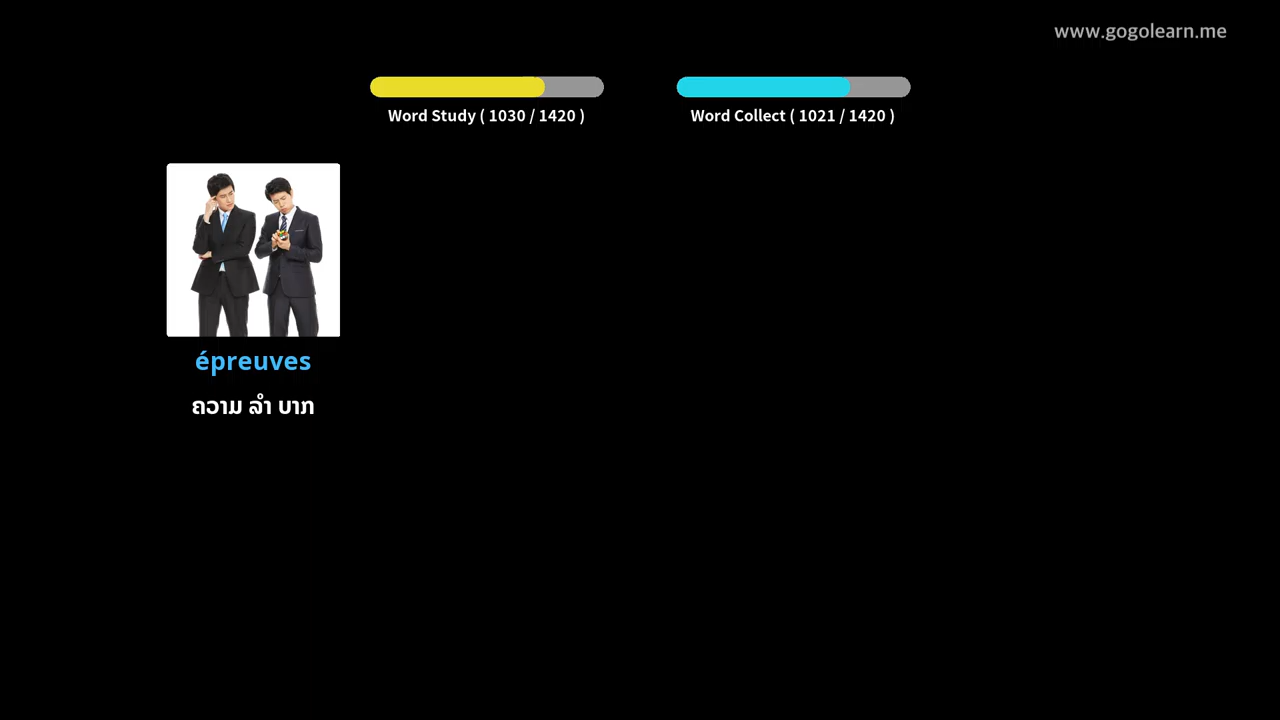 www.gogolearn.me
Word Study ( 1030 / 1420 )
Word Collect ( 1021 / 1420 )
épreuves
ຄວາມ ລຳ ບາກ